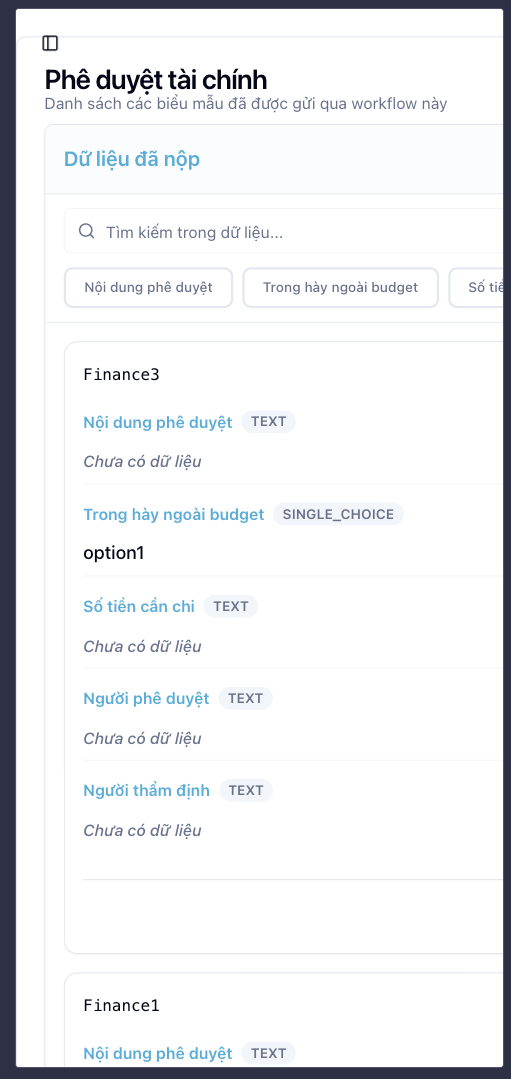 Phê duyệt tài chính
Danh sách các biểu mẫu đã được gửi qua workflow này
Dữ liệu đã nộp
Tìm kiếm trong dữ liệu...
Nội dung phê duyệt Trong hày ngoài budget Số tiề
Finance3
Nội dung phê duyệt TEXT
Chưa có dữ liệu
Trong hày ngoài budget SINGLE_CHOICE
option1
Số tiền cần chi TEXT
Chưa có dữ liệu
Người phê duyệt TEXT
Chưa có dữ liệu
Người thẩm định TEXT
Chưa có dữ liệu
Finance1
Nội dung phê duyệt TEXT